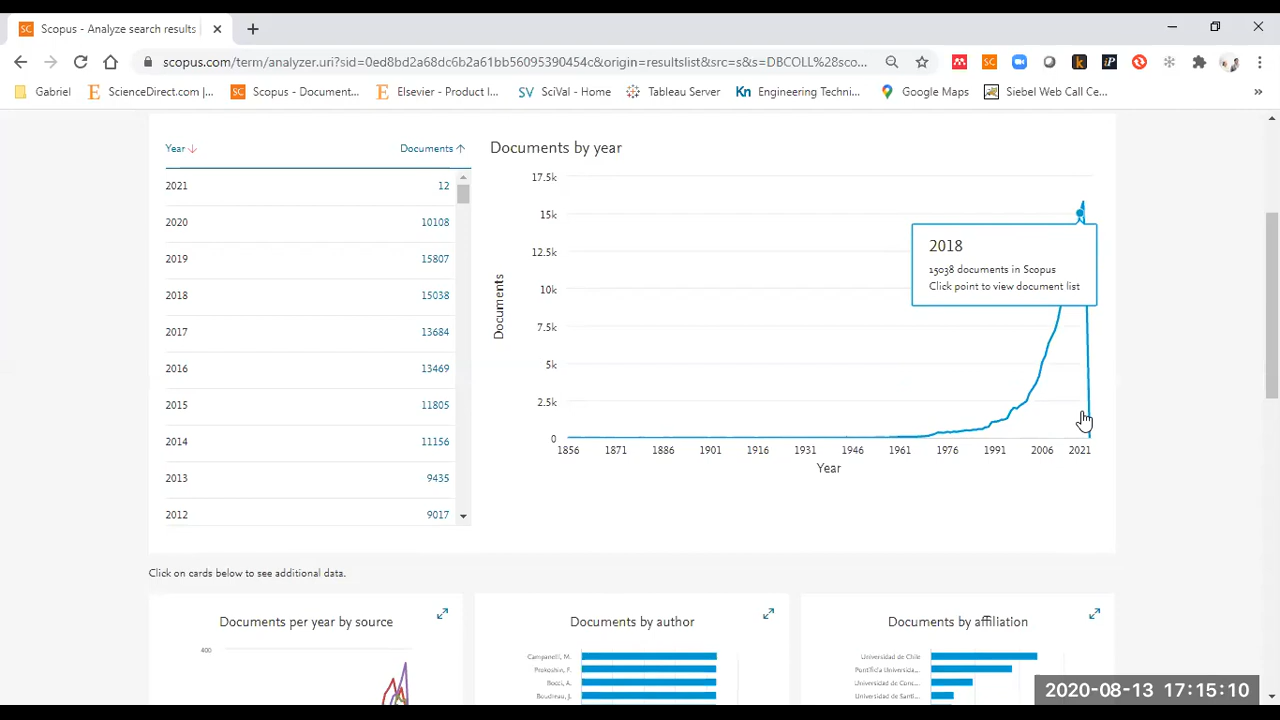 Scopus - Analyze search results
scopus.com/term/analyzer.uri?sid=0ed8bd2a68dc6b2a61bb56095390454c&origin=resultslist&src=s&s=DBCOLL%28sco...
Gabriel
ScienceDirect.com |...
Scopus - Document...
Elsevier - Product I...
SciVal - Home
Tableau Server
Engineering Techni...
Google Maps
Siebel Web Call Ce...
Year
Documents
2021 12
2020 10108
2019 15807
2018 15038
2017 13684
2016 13469
2015 11805
2014 11156
2013 9435
2012 9017
Documents by year
17.5k
15k
12.5k
10k
7.5k
5k
2.5k
0
Documents
2018
15038 documents in Scopus
Click point to view document list
1856 1871 1886 1901 1916 1931 1946 1961 1976 1991 2006 2021
Year
Click on cards below to see additional data.
Documents per year by source
400
Documents by author
Campanelli, M.
Prokoshin, F.
Bocci, A.
Boudreau, J.
Documents by affiliation
Universidad de Chile
Pontificia Universida...
Universidad de Conc...
Universidad de Santi...
2020-08-13 17:15:10